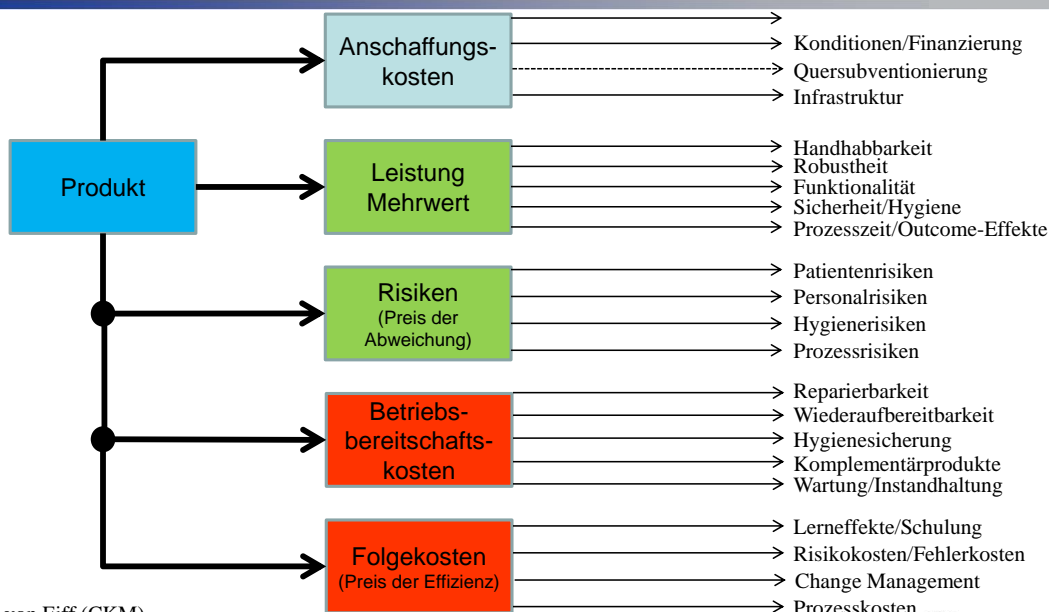 Produkt
Anschaffungs-
kosten
Konditionen/Finanzierung
Quersubventionierung
Infrastruktur
Leistung
Mehrwert
Handhabbarkeit
Robustheit
Funktionalität
Sicherheit/Hygiene
Prozesszeit/Outcome-Effekte
Risiken
(Preis der
Abweichung)
Patientenrisiken
Personalrisiken
Hygienerisiken
Prozessrisiken
Betriebs-
bereitschafts-
kosten
Reparierbarkeit
Wiederaufbereitbarkeit
Hygienesicherung
Komplementärprodukte
Wartung/Instandhaltung
Folgekosten
(Preis der Effizienz)
Lerneffekte/Schulung
Risikokosten/Fehlerkosten
Change Management
Prozesskosten
von Eiff (CKM)